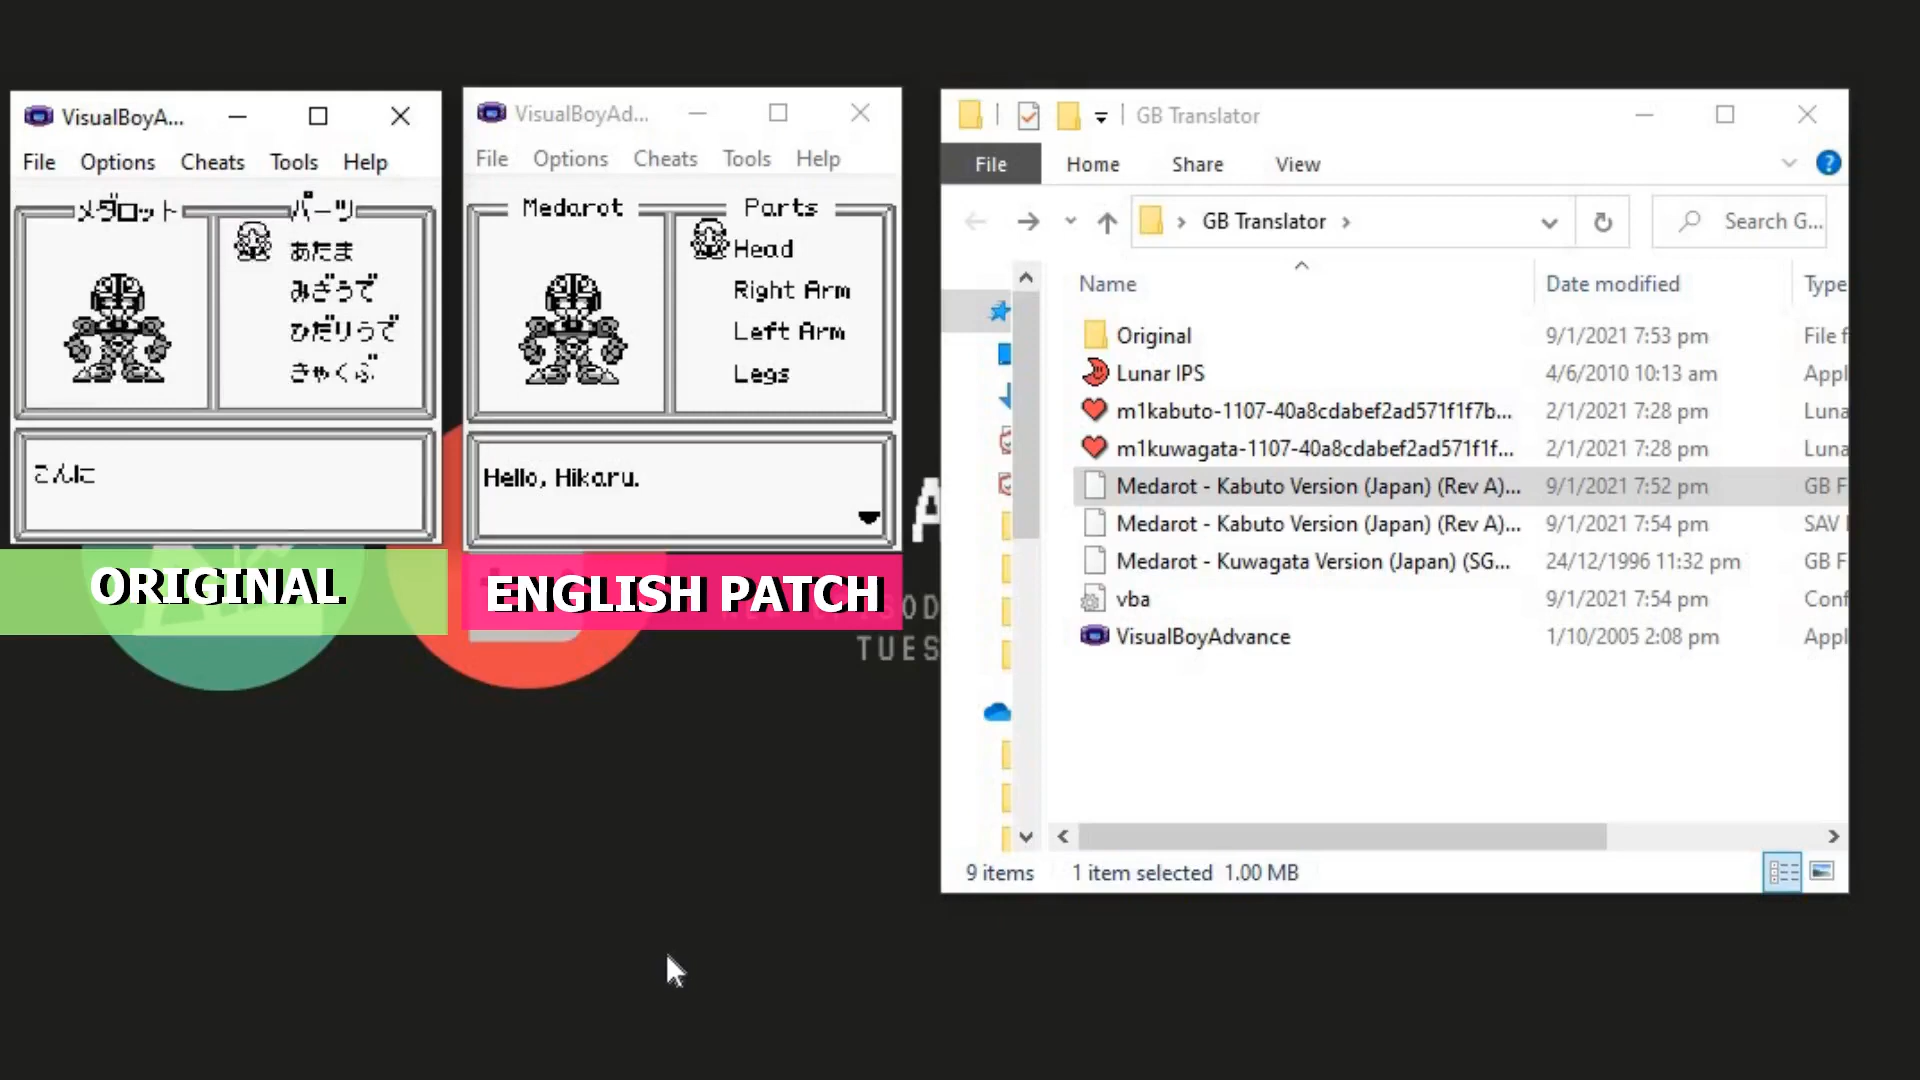 VisualBoyA...
File Options Cheats Tools Help
メダロット
パーツ
あたま
みぎうで
ひだりうで
きゃくぶ
こんに
ORIGINAL
VisualBoyAd...
File Options Cheats Tools Help
Medarot
Parts
Head
Right Arm
Left Arm
Legs
Hello, Hikaru.
ENGLISH PATCH
TUES
GB Translator
File Home Share View
GB Translator
Search G...
Name Date modified Type
Original 9/1/2021 7:53 pm File f
Lunar IPS 4/6/2010 10:13 am Appl
m1kabuto-1107-40a8cdabef2ad571f1f7b... 2/1/2021 7:28 pm Luna
m1kuwagata-1107-40a8cdabef2ad571f1f... 2/1/2021 7:28 pm Luna
Medarot - Kabuto Version (Japan) (Rev A)... 9/1/2021 7:52 pm GB F
Medarot - Kabuto Version (Japan) (Rev A)... 9/1/2021 7:54 pm SAV
Medarot - Kuwagata Version (Japan) (SG... 24/12/1996 11:32 pm GB F
vba 9/1/2021 7:54 pm Conf
VisualBoyAdvance 1/10/2005 2:08 pm Appl
9 items 1 item selected 1.00 MB